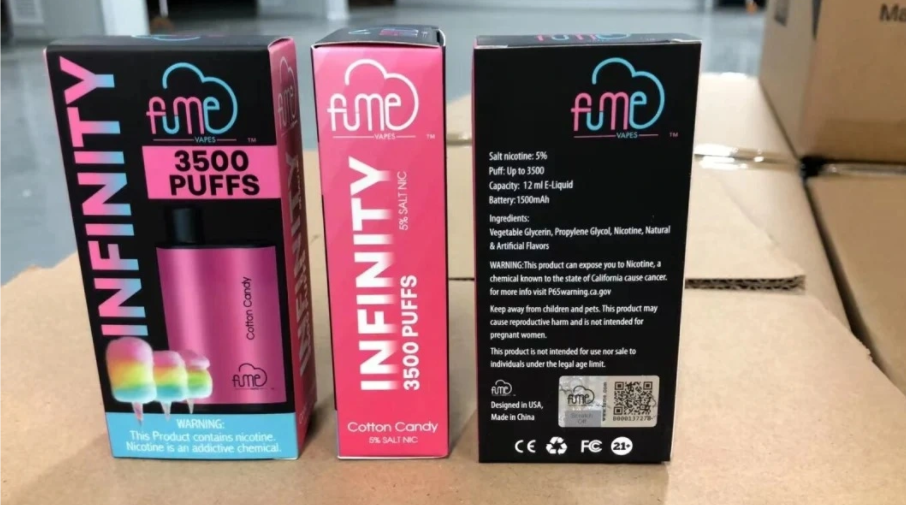 INFINITY
fume
VAPES
TM
3500
PUFFS
Cotton Candy
fume
WARNING:
This Product contains nicotine.
Nicotine is an addictive chemical.
fume
INFINITY
fume
VAPES
TM
INFINITY
5% SALT NIC
3500 PUFFS
Cotton Candy
5% SALT NIC
fume
VAPES
TM
Salt nicotine: 5%
Puff: Up to 3500
Capacity: 12 ml E-Liquid
Battery:1500mAh
Ingredients:
Vegetable Glycerin, Propylene Glycol, Nicotine, Natural
& Artificial Flavors
WARNING:This product can expose you to Nicotine, a
chemical known to the state of California cause cancer.
for more info visit P65warning.ca.gov
Keep away from children and pets. This product may
cause reproductive harm and is not intended for
pregnant women.
This product is not intended for use nor sale to
individuals under the legal age limit.
fume
Designed in USA,
Made in China
fume
CE
FC
21+
Ma